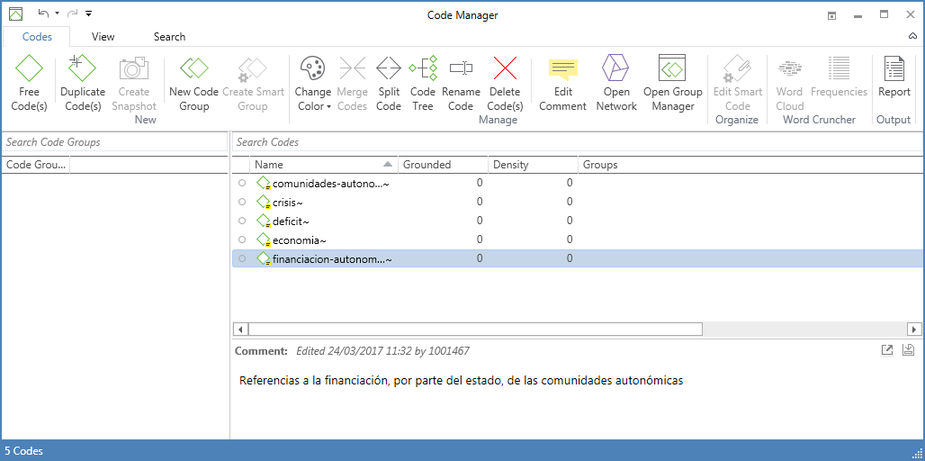 Code Manager
Codes View Search
Free Code(s) Duplicate Code(s) Create Snapshot New Code Group Create Smart Group Change Color Merge Codes Split Code Code Tree Rename Code Delete Code(s) Edit Comment Open Network Open Group Manager Edit Smart Code Word Cloud Frequencies Report
New Manage Organize Word Cruncher Output
Search Code Groups Search Codes
Code Grou... Name Grounded Density Groups
comunidades-autono...~ 0 0
crisis~ 0 0
deficit~ 0 0
economia~ 0 0
financiacion-autonom...~ 0 0
Comment: Edited 24/03/2017 11:32 by 1001467
Referencias a la financiación, por parte del estado, de las comunidades autonómicas
5 Codes